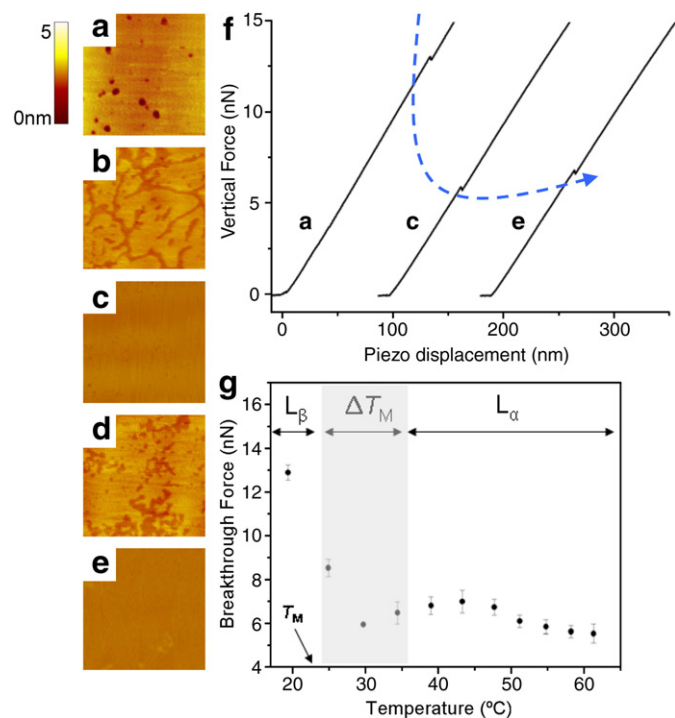 a
5
0nm
b
c
d
e
f
15
10
5
0
Vertical Force (nN)
a
c
e
0
100
200
300
Piezo displacement (nm)
g
16
14
12
10
8
6
4
Breakthrough Force (nN)
Lβ
ΔTM
Lα
TM
20
30
40
50
60
Temperature (ºC)